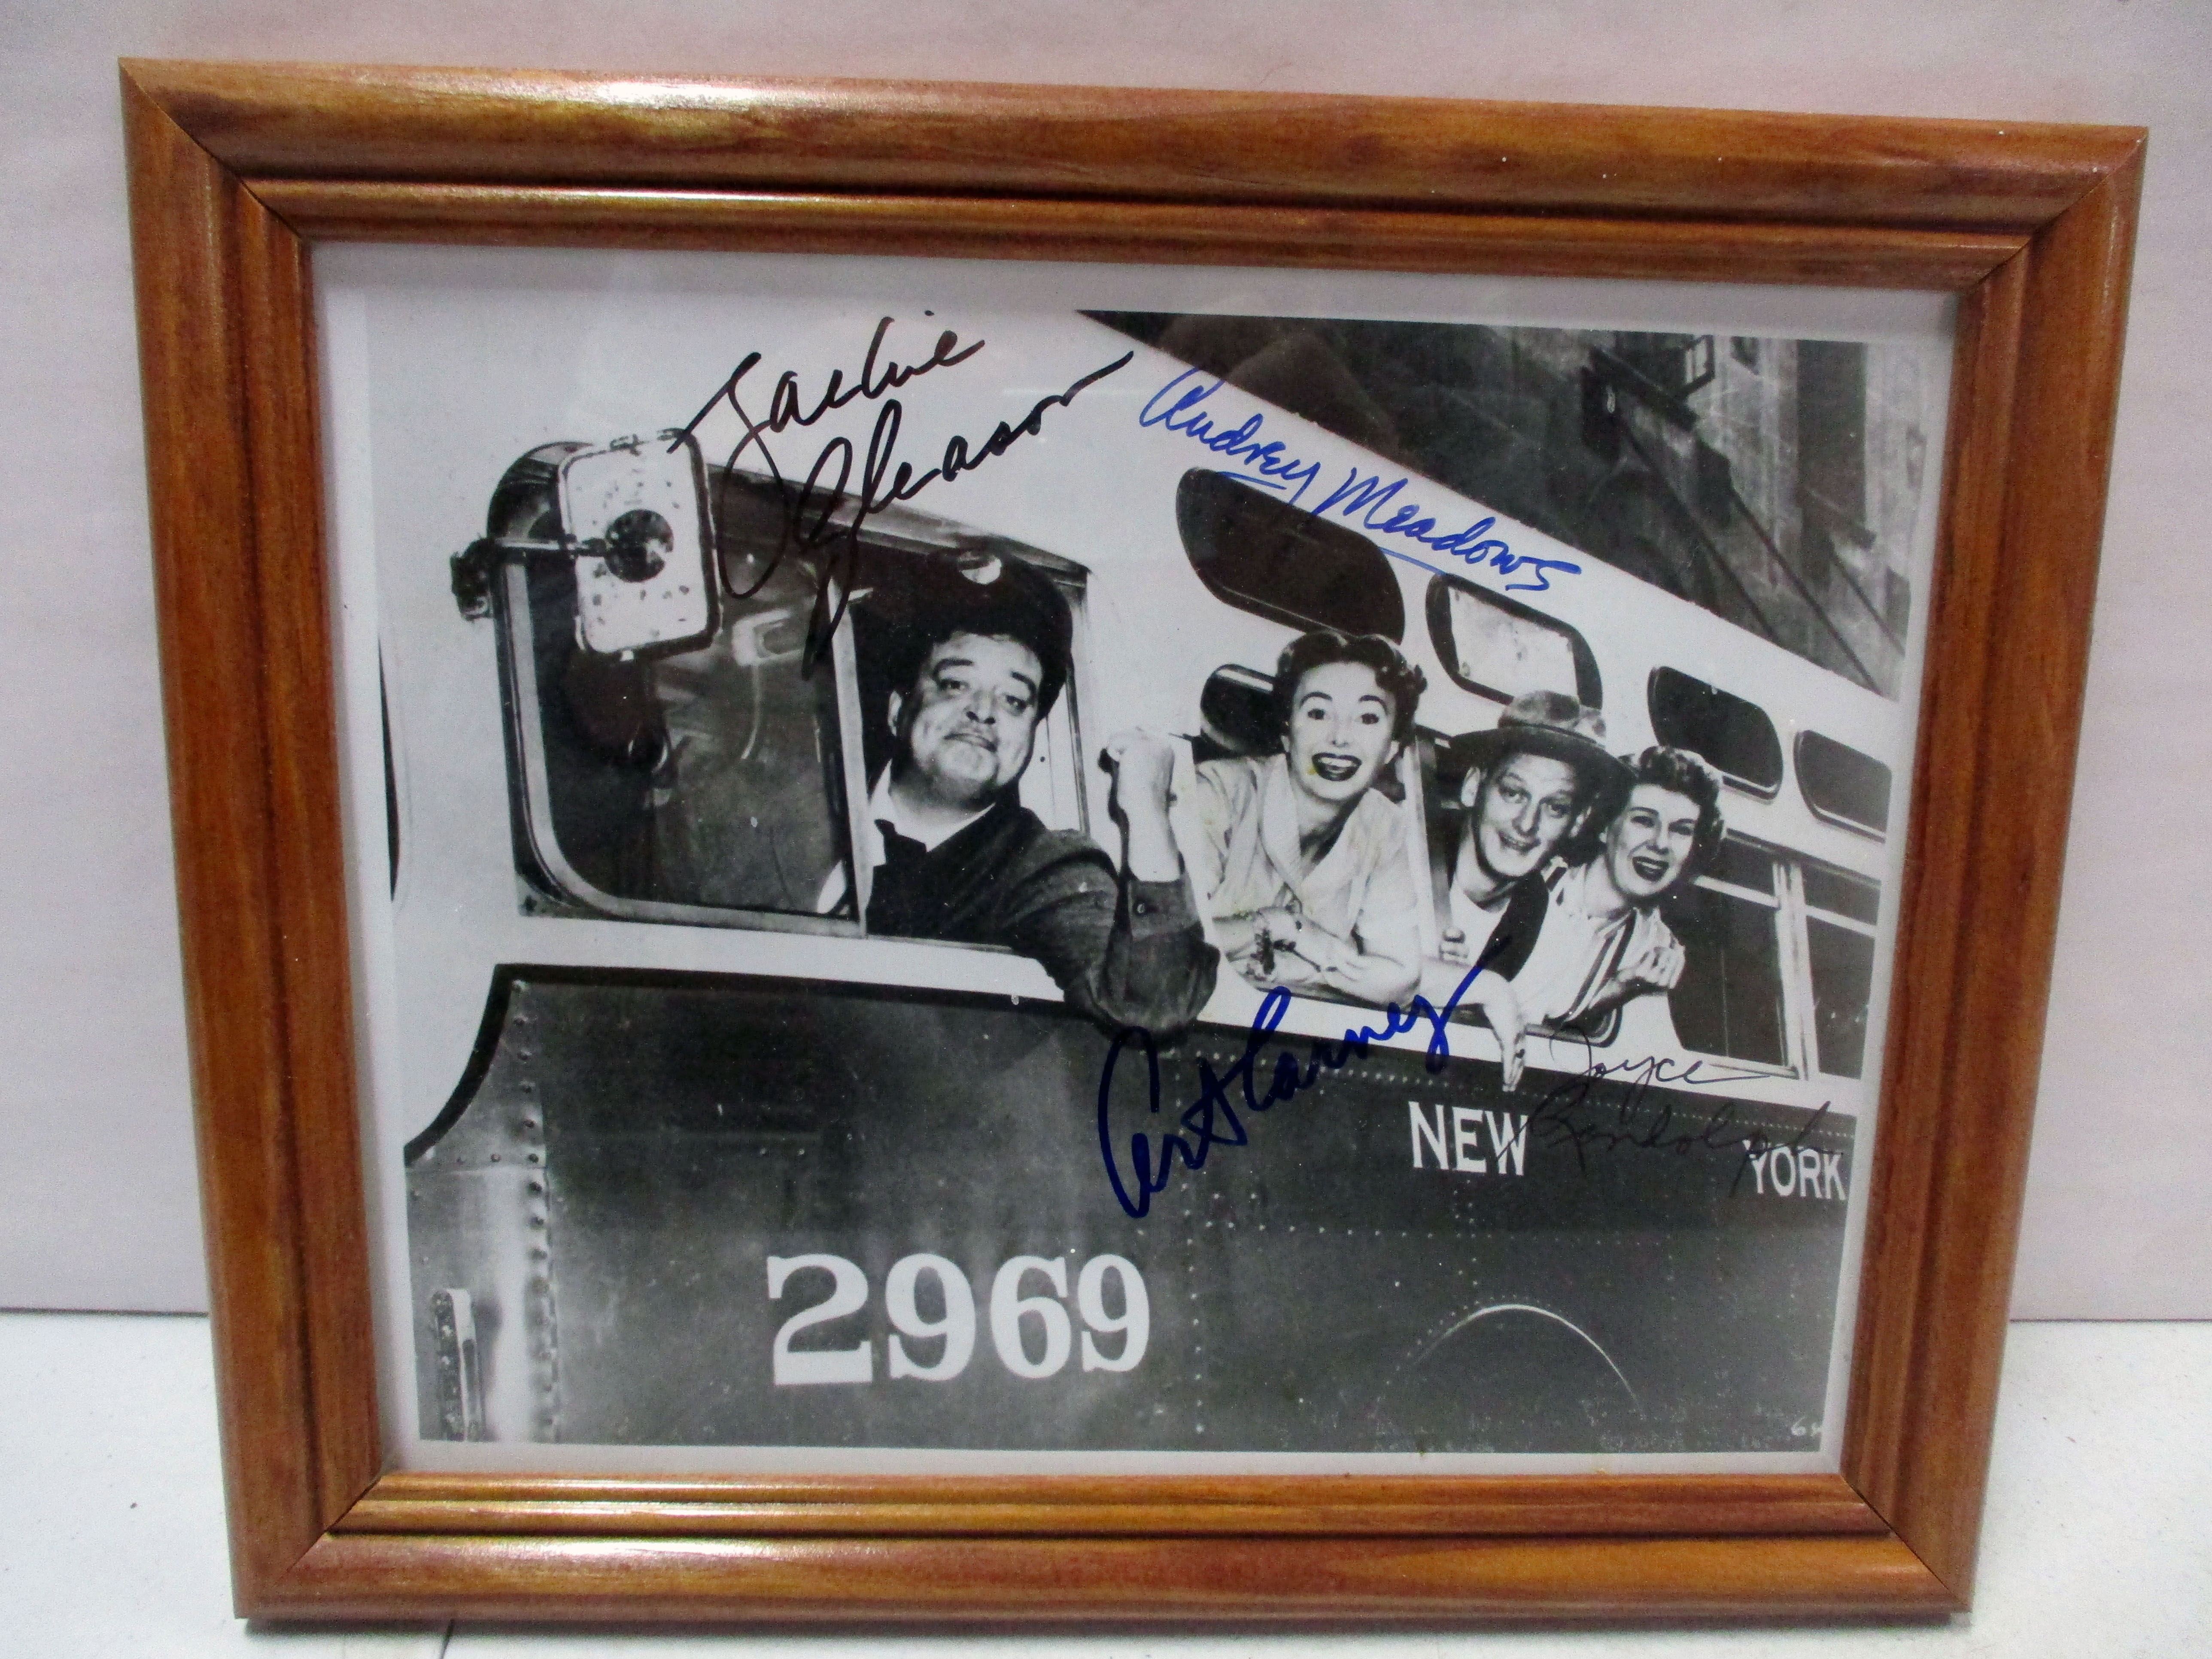 Jackie
Gleason
Audrey Meadows
Art Carney
Joyce
Randolph
NEW YORK
2969